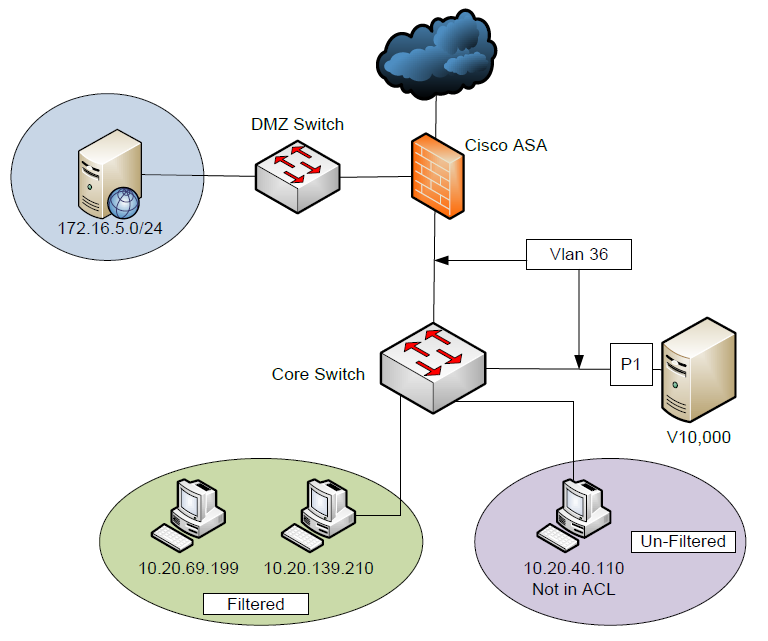 DMZ Switch
Cisco ASA
172.16.5.0/24
Vlan 36
Core Switch
P1
V10,000
Un-Filtered
10.20.69.199
10.20.139.210
10.20.40.110
Not in ACL
Filtered